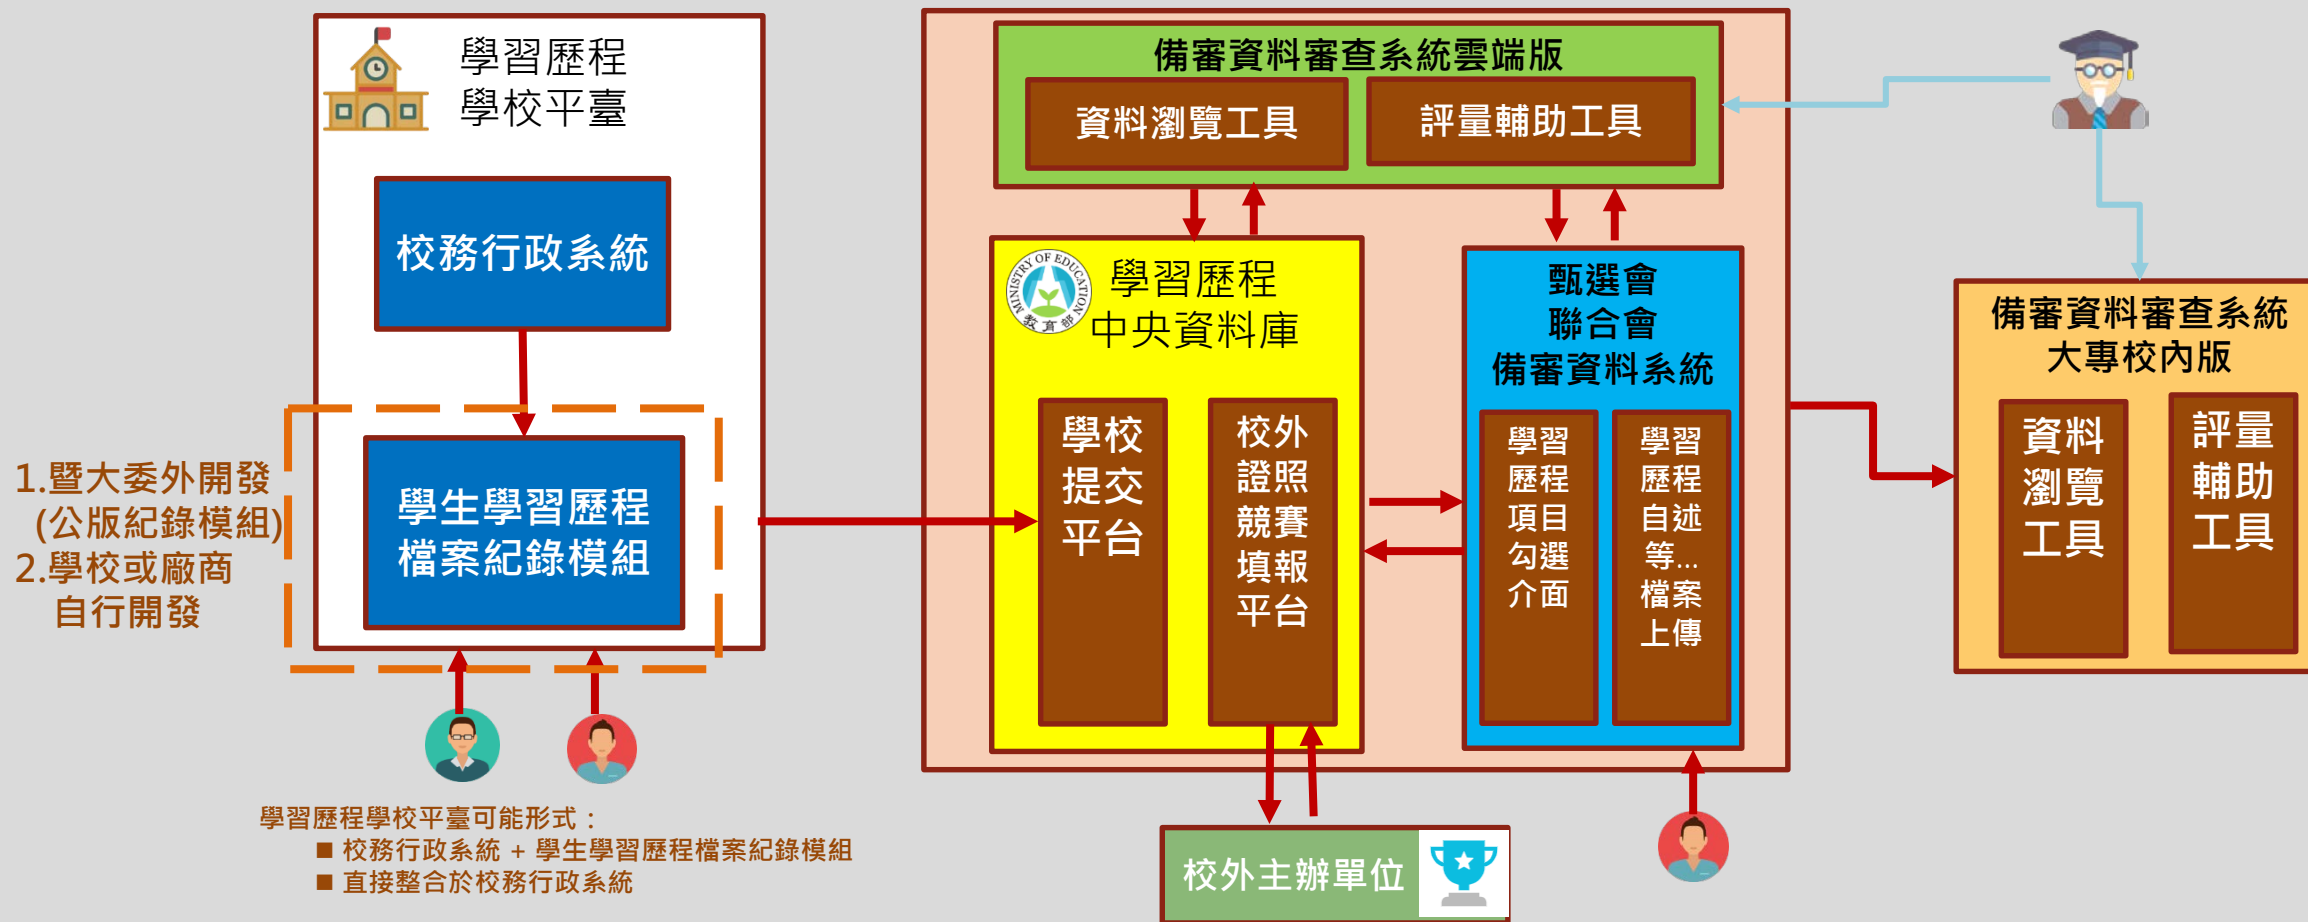 學習歷程
學校平臺
校務行政系統
學生學習歷程
檔案紀錄模組
1.暨大委外開發
(公版紀錄模組)
2.學校或廠商
自行開發
學習歷程學校平臺可能形式：
■ 校務行政系統 + 學生學習歷程檔案紀錄模組
■ 直接整合於校務行政系統
備審資料審查系統雲端版
資料瀏覽工具
評量輔助工具
MINISTRY OF EDUCATION
教育部
學習歷程
中央資料庫
學校
提交
平台
校外
證照
競賽
填報
平台
甄選會
聯合會
備審資料系統
學習
歷程
項目
勾選
介面
學習
歷程
自述
等...
檔案
上傳
校外主辦單位
備審資料審查系統
大專校內版
資料
瀏覽
工具
評量
輔助
工具